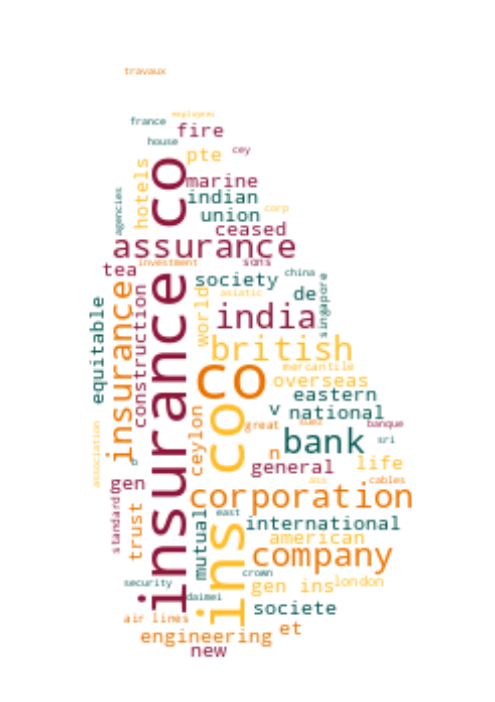 travaux
employees
france
fire
house
pte
cey
hotels
marine
agencies
indian
corp
union
ceased
assurance
tea
investment
sons
insurance co
society
china
asiatic
de
singapore
equitable
insurance
construction
world
india
british
mercantile
co
overseas
eastern
v
national
ins co
ceylon
great
suez
banque
bank
sri
association
n
general
life
gen
asa
cables
corporation
standard
trust
mutual
east
international
american
company
crown
security
gen ins
london
daimei
societe
air lines
et
engineering
new